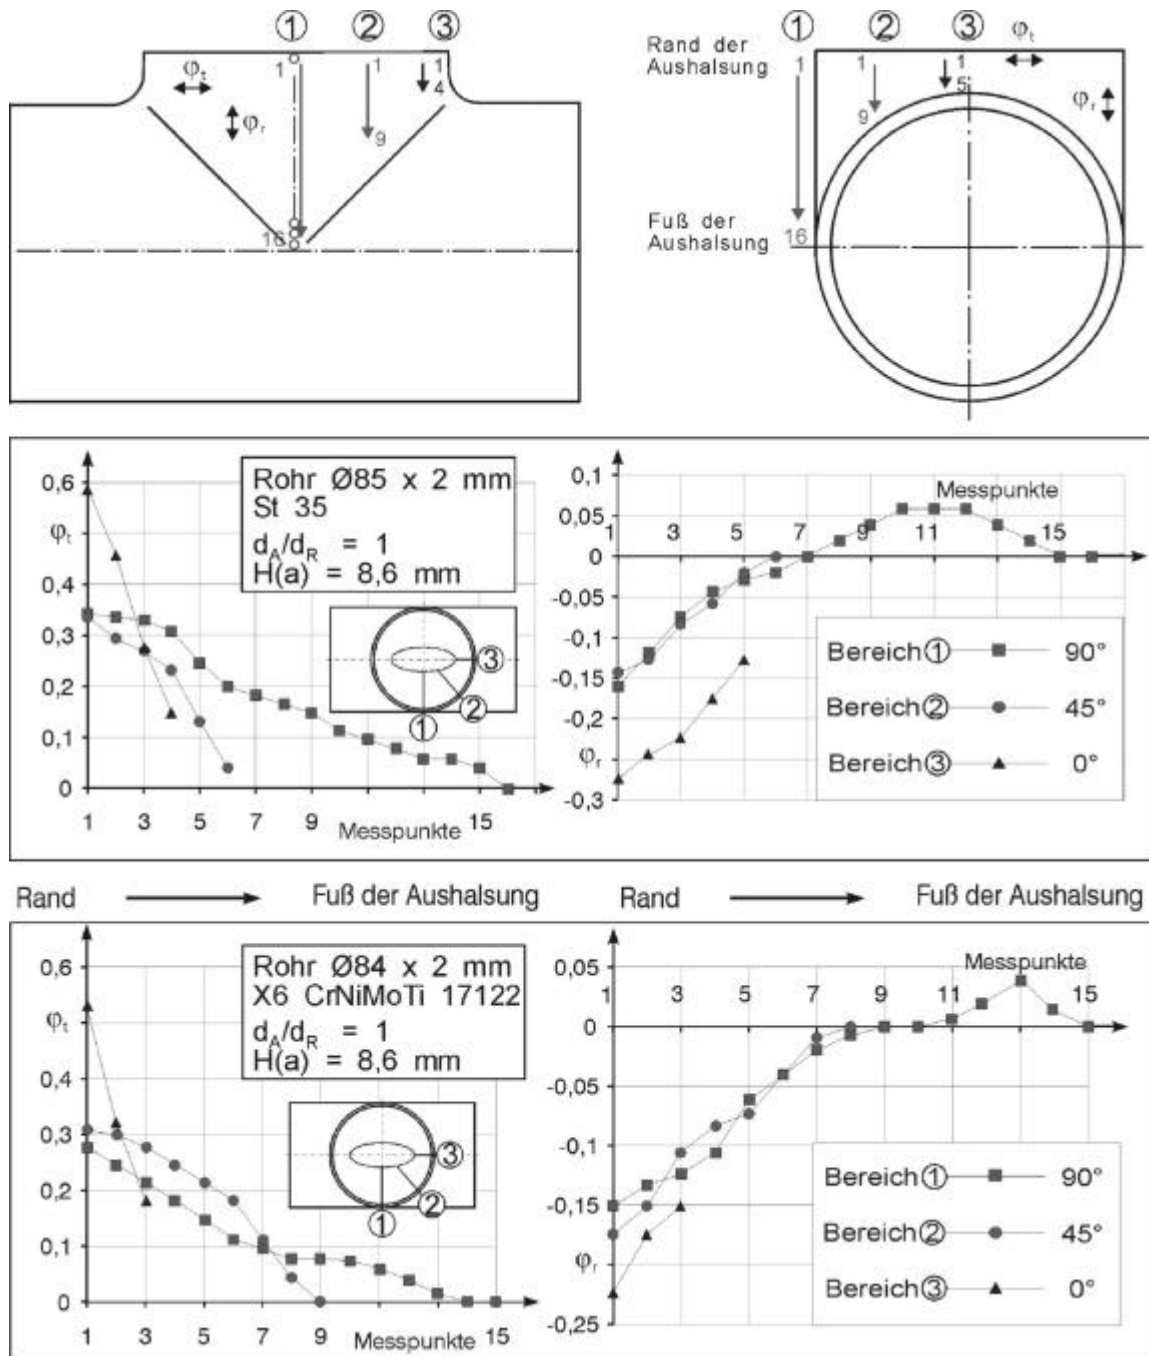 ① ② ③
1 1 1
φt
4
φr
9
16
① ② ③
Rand der
Aushalsung
φt
1 1 1
5
φr
9
Fuß der
Aushalsung
16
0,6
φt
0,4
0,3
0,2
0,1
0
1 3 5 7 9 Messpunkte 15
Rohr Ø85 x 2 mm
St 35
dA/dR = 1
H(a) = 8,6 mm
③
②
①
0,1
0,05
0
-0,05
-0,1
-0,15
-0,2
φr
-0,3
Messpunkte
1 3 5 7 11 15
Bereich① 90°
Bereich② 45°
Bereich③ 0°
Rand Fuß der Aushalsung Rand Fuß der Aushalsung
0,6
φt
0,4
0,3
0,2
0,1
0
1 3 5 7 9 Messpunkte 15
Rohr Ø84 x 2 mm
X6 CrNiMoTi 17122
dA/dR = 1
H(a) = 8,6 mm
③
②
①
0,05
0
-0,05
-0,1
-0,15
φr
-0,25
Messpunkte
1 3 5 7 9 11 13 15
Bereich① 90°
Bereich② 45°
Bereich③ 0°